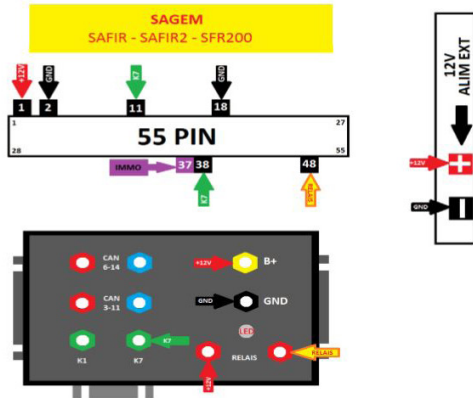 SAGEM
SAFIR - SAFIR2 - SFR200
+12V
GND
K7
GND
1
2
11
18
1
27
55 PIN
28
55
IMMO
37
38
48
K7
RELAIS
12V
ALIM EXT
+12V
GND
CAN
6-14
+12V
B+
CAN
3-11
GND
GND
LED
K7
K1
K7
RELAIS
RELAIS
+12V